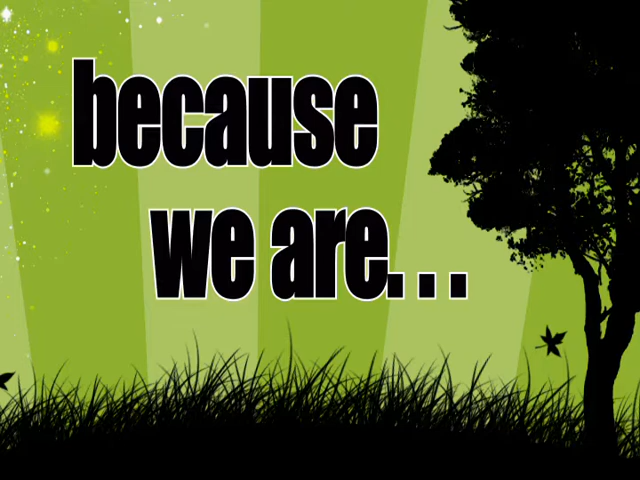 because
we are. . .